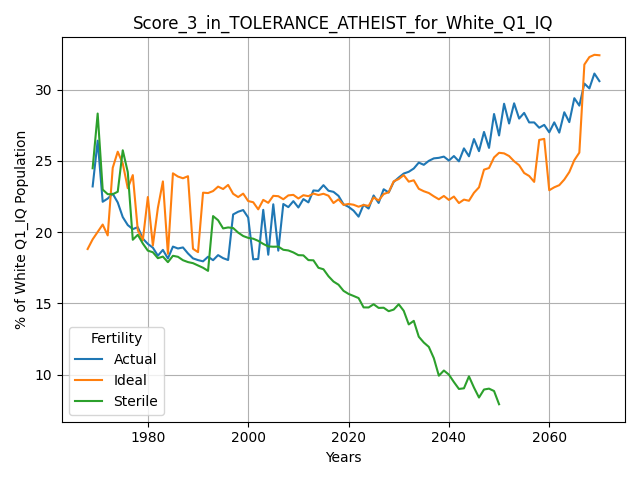 Score_3_in_TOLERANCE_ATHEIST_for_White_Q1_IQ
% of White Q1_IQ Population
30
25
20
15
10
Fertility
Actual
Ideal
Sterile
1980 2000 2020 2040 2060
Years